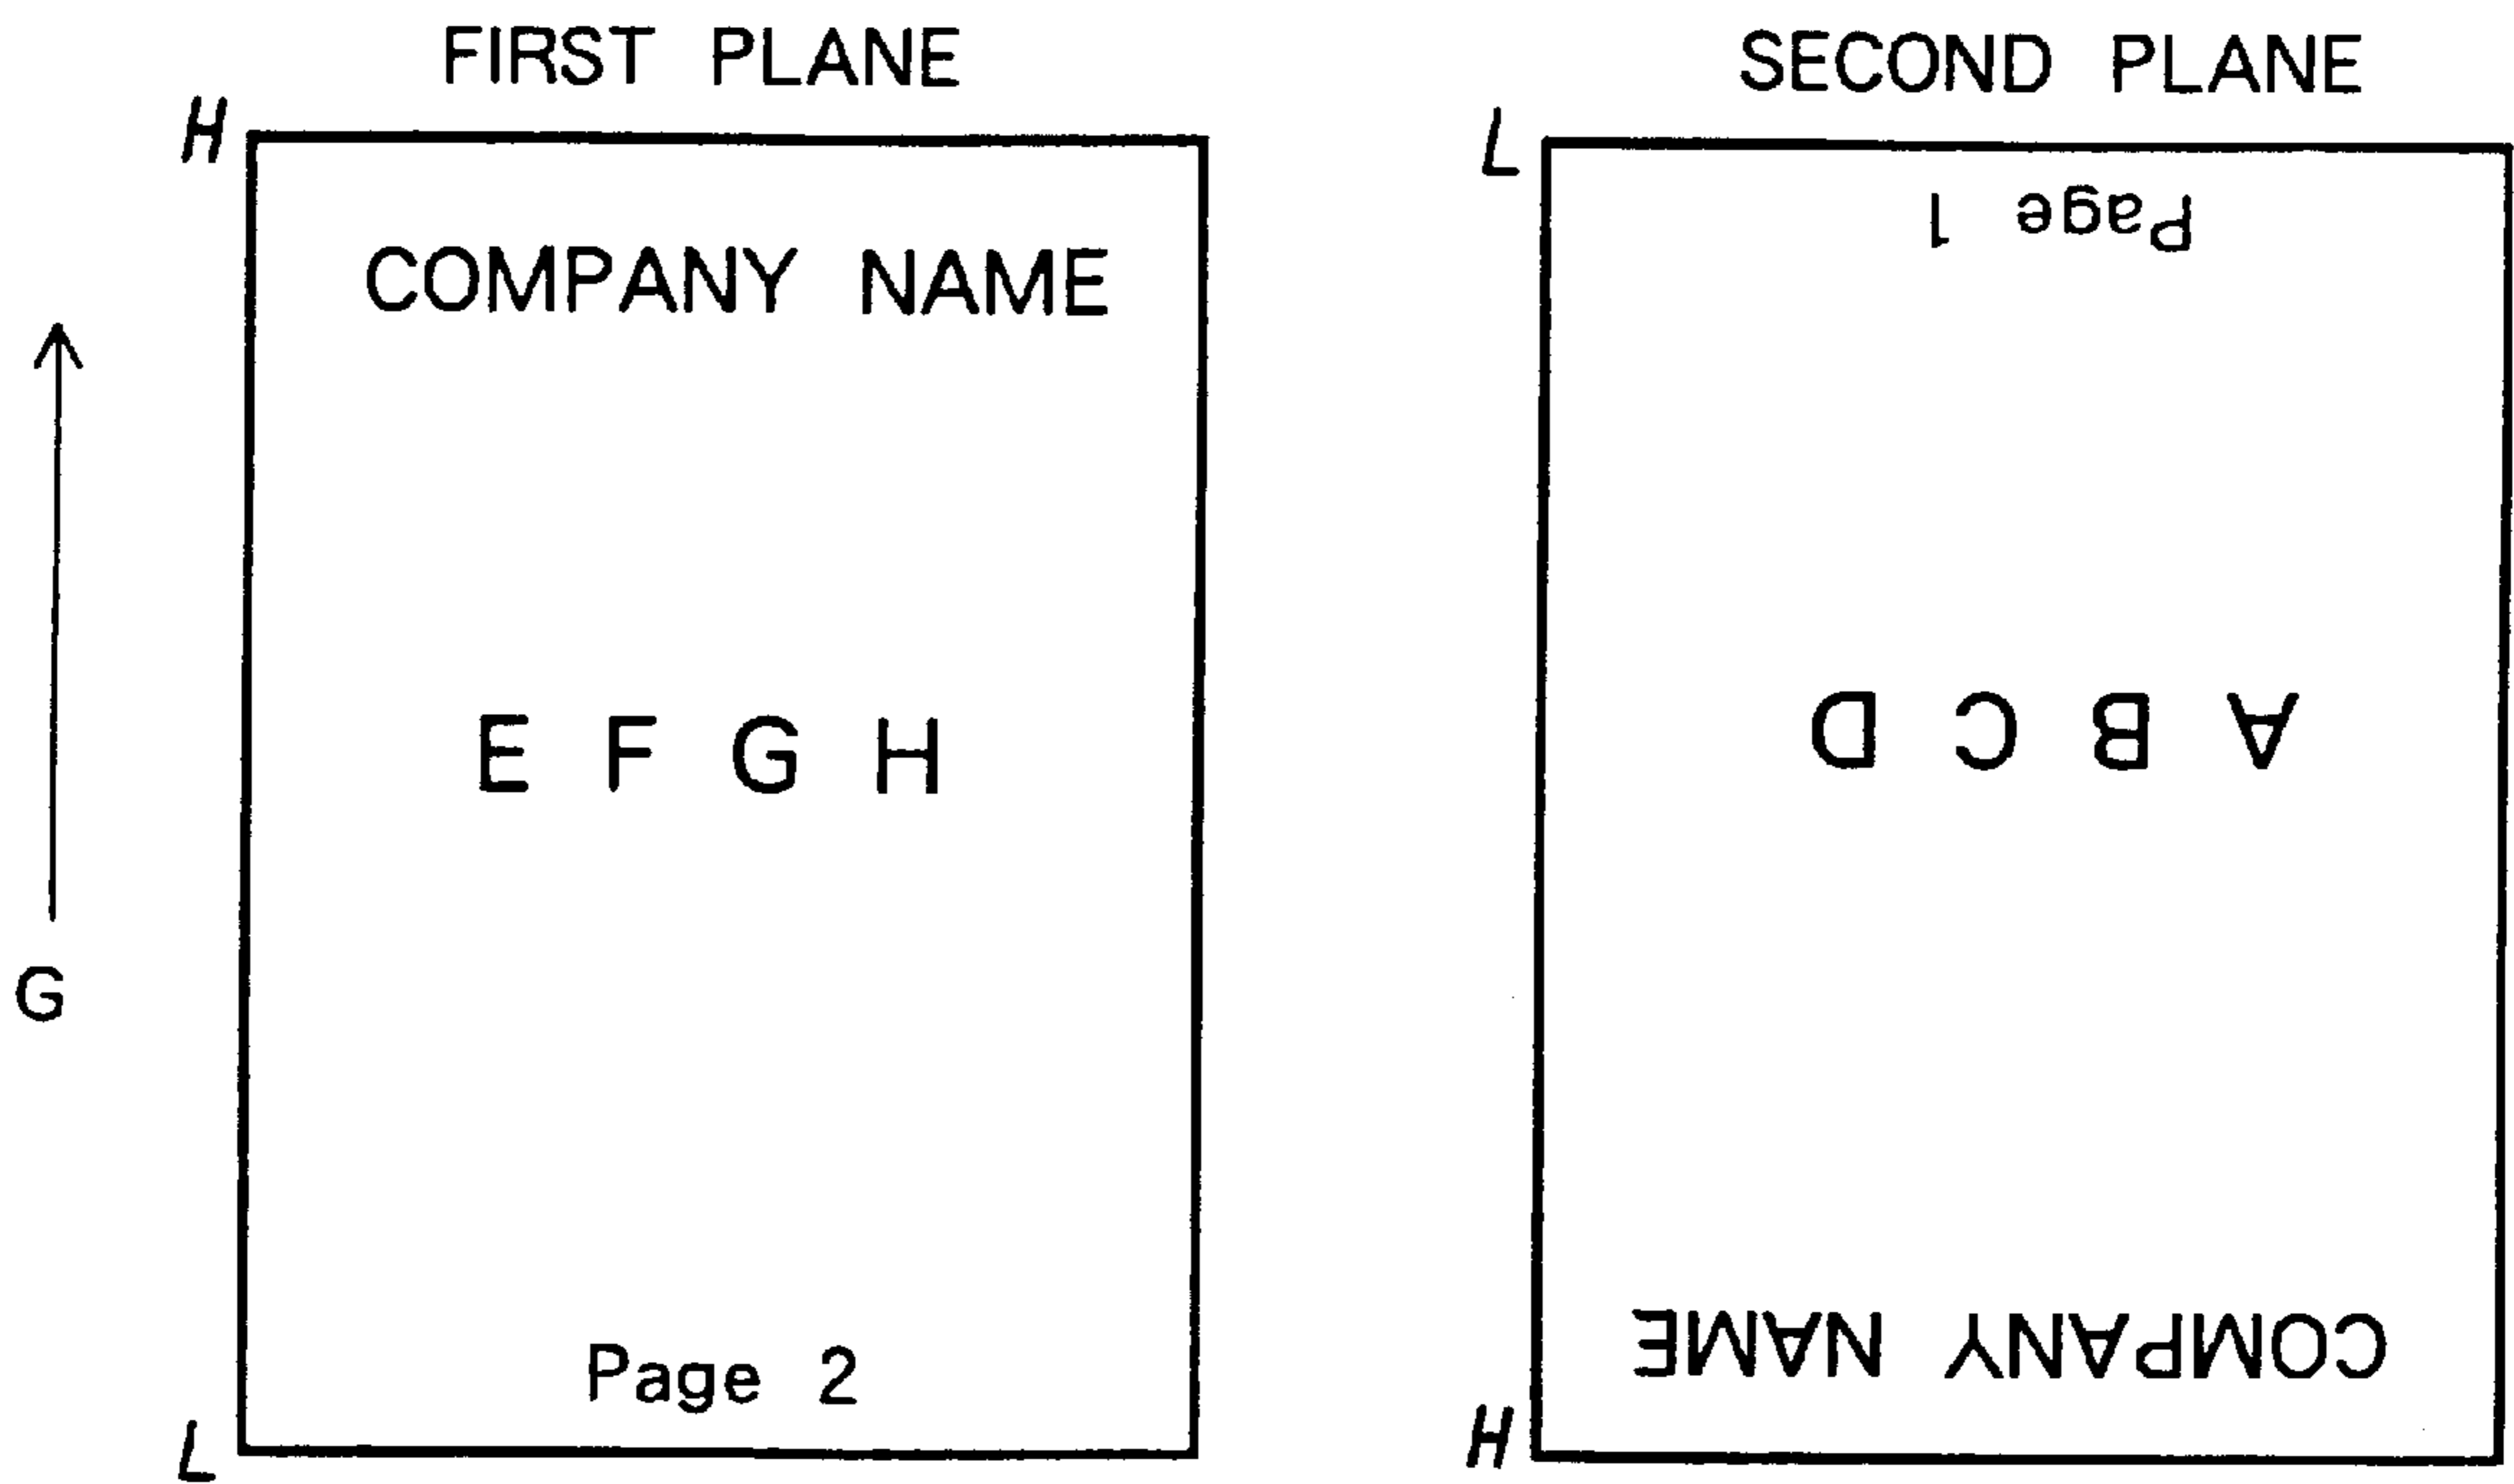 FIRST PLANE
H
COMPANY NAME
G
E F G H
Page 2
L
SECOND PLANE
L
Page 1
A B C D
COMPANY NAME
H